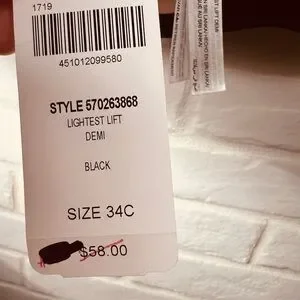 1719
451012099580
STYLE 570263868
LIGHTEST LIFT
DEMI
BLACK
SIZE 34C
$58.00